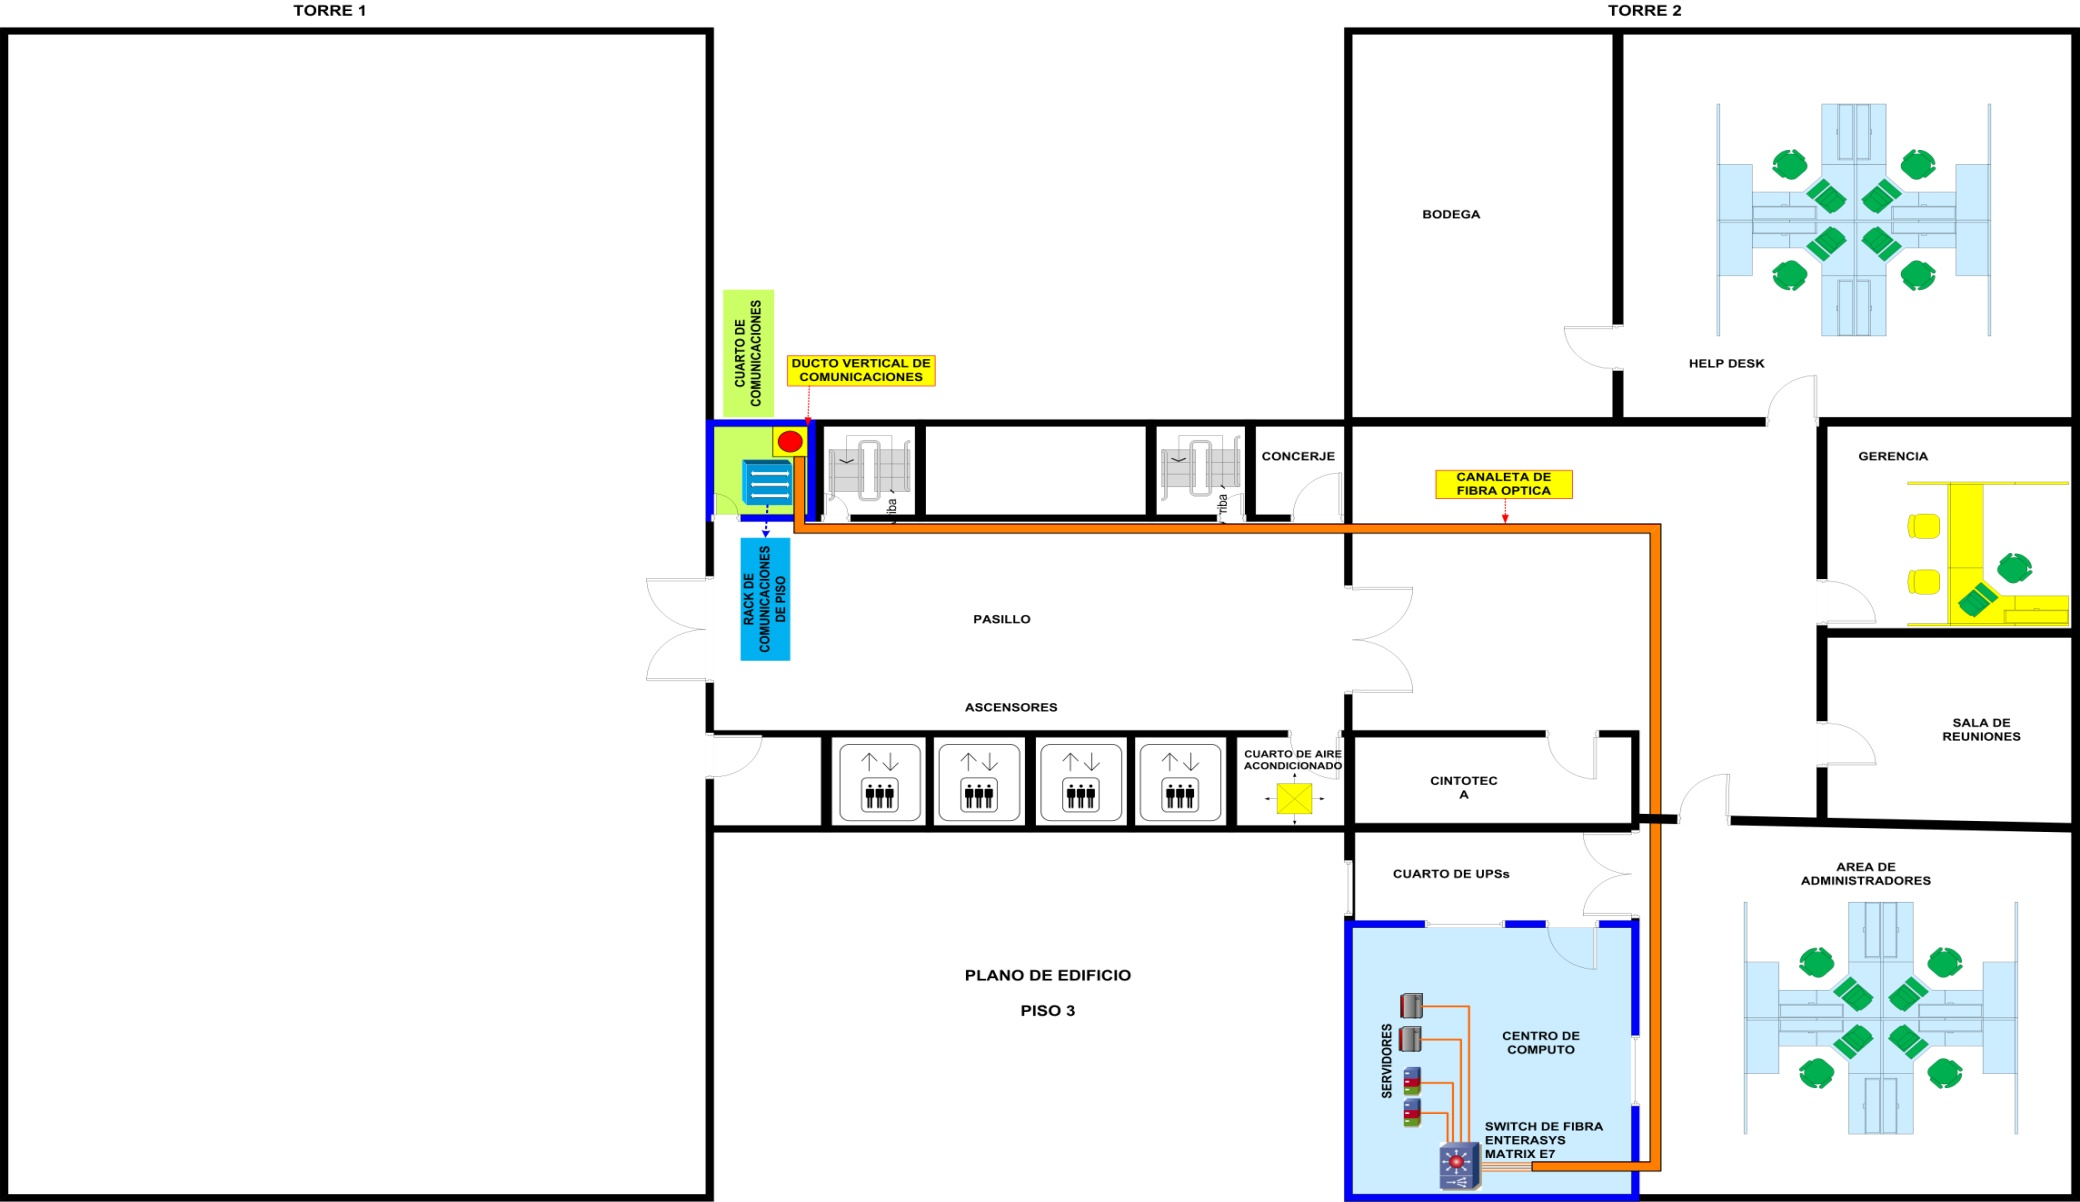 TORRE 1
TORRE 2
BODEGA
HELP DESK
CUARTO DE
COMUNICACIONES
DUCTO VERTICAL DE
COMUNICACIONES
CONCERJE
GERENCIA
CANALETA DE
FIBRA OPTICA
RACK DE
COMUNICACIONES
DE PISO
PASILLO
ASCENSORES
SALA DE
REUNIONES
CUARTO DE AIRE
ACONDICIONADO
CINTOTEC
A
CUARTO DE UPSs
AREA DE
ADMINISTRADORES
PLANO DE EDIFICIO
PISO 3
SERVIDORES
CENTRO DE
COMPUTO
SWITCH DE FIBRA
ENTERASYS
MATRIX E7